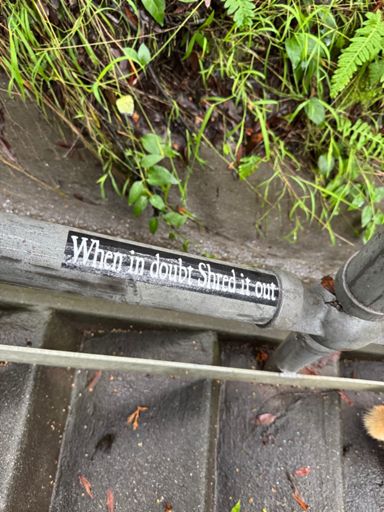 When in doubt Shred it out